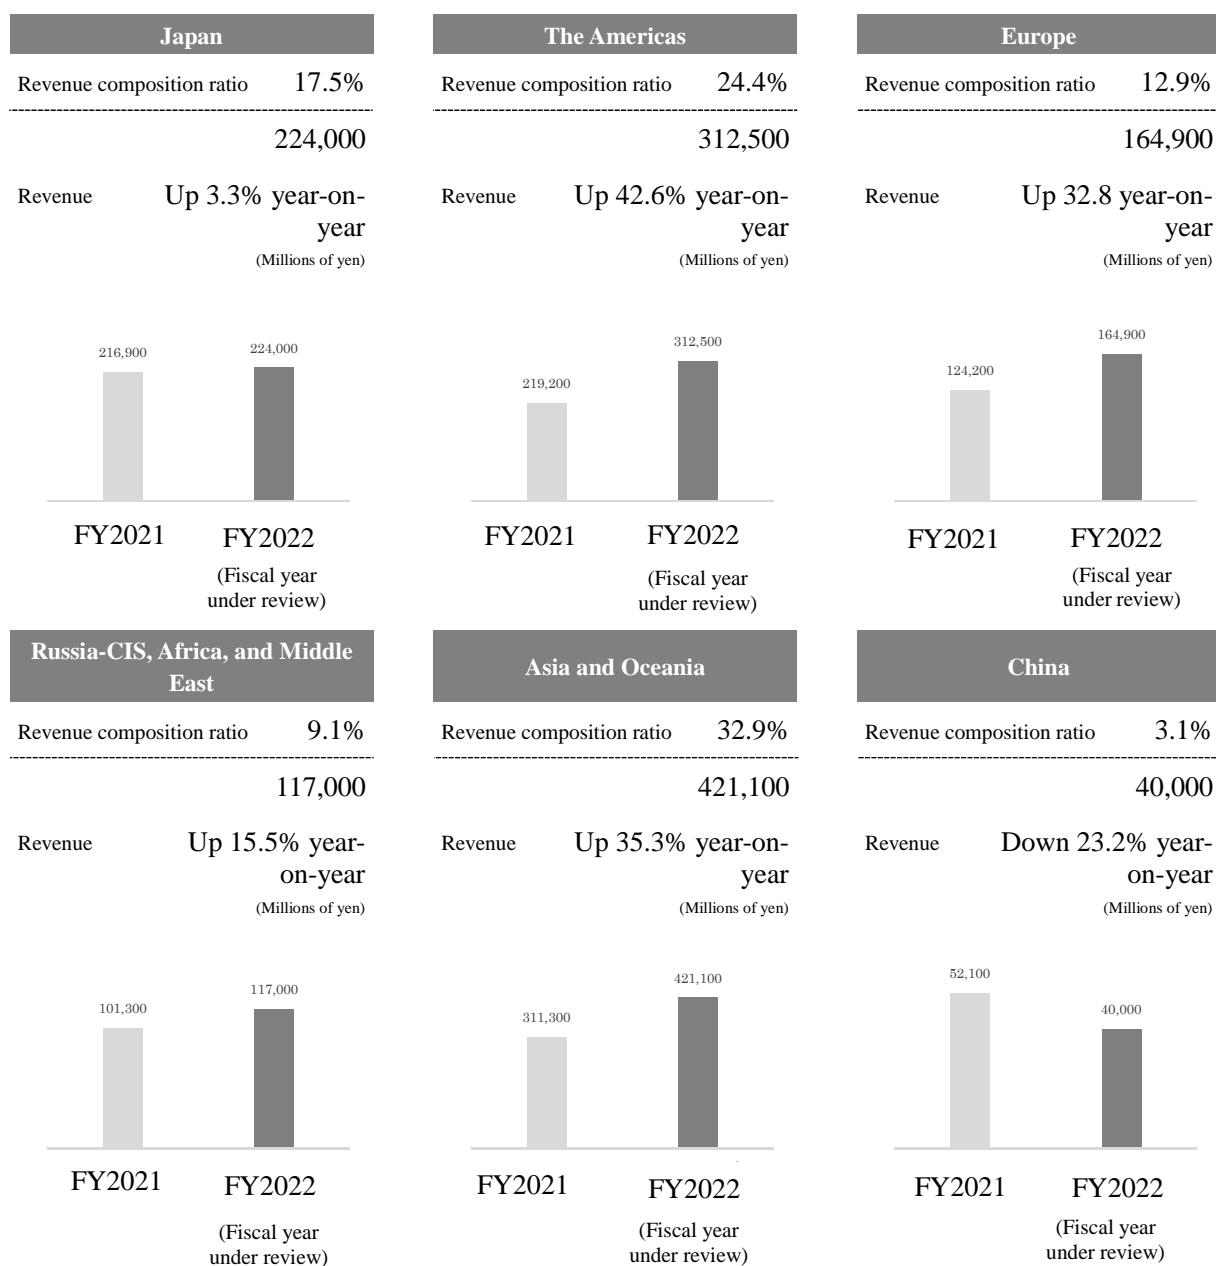 Japan
Revenue composition ratio 17.5%
224,000
Revenue Up 3.3% year-on-
year
(Millions of yen)
216,900
224,000
FY2021
FY2022
(Fiscal year
under review)
The Americas
Revenue composition ratio 24.4%
312,500
Revenue Up 42.6% year-on-
year
(Millions of yen)
219,200
312,500
FY2021
FY2022
(Fiscal year
under review)
Europe
Revenue composition ratio 12.9%
164,900
Revenue Up 32.8 year-on-
year
(Millions of yen)
124,200
164,900
FY2021
FY2022
(Fiscal year
under review)
Russia-CIS, Africa, and Middle
East
Revenue composition ratio 9.1%
117,000
Revenue Up 15.5% year-
on-year
(Millions of yen)
101,300
117,000
FY2021
FY2022
(Fiscal year
under review)
Asia and Oceania
Revenue composition ratio 32.9%
421,100
Revenue Up 35.3% year-on-
year
(Millions of yen)
311,300
421,100
FY2021
FY2022
(Fiscal year
under review)
China
Revenue composition ratio 3.1%
40,000
Revenue Down 23.2% year-
on-year
(Millions of yen)
52,100
40,000
FY2021
FY2022
(Fiscal year
under review)